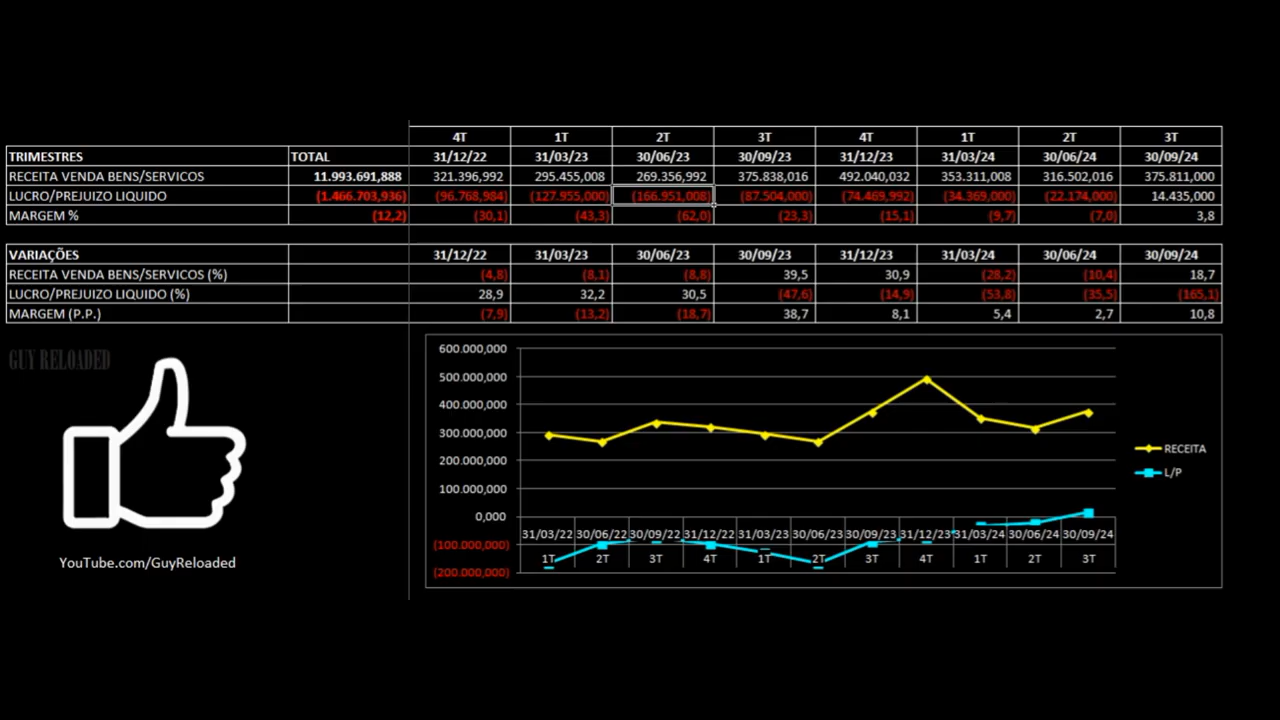 4T 1T 2T 3T 4T 1T 2T 3T
TRIMESTRES TOTAL 31/12/22 31/03/23 30/06/23 30/09/23 31/12/23 31/03/24 30/06/24 30/09/24
RECEITA VENDA BENS/SERVICOS 11.993.691,888 321.396,992 295.455,008 269.356,992 375.838,016 492.040,032 353.311,008 316.502,016 375.811,000
LUCRO/PREJUIZO LIQUIDO (1.466.703,936) (96.768,984) (127.955,000) (166.951,008) (87.504,000) (74.469,992) (34.369,000) (22.174,000) 14.435,000
MARGEM % (12,2) (30,1) (43,3) (62,0) (23,3) (15,1) (9,7) (7,0) 3,8
VARIAÇÕES 31/12/22 31/03/23 30/06/23 30/09/23 31/12/23 31/03/24 30/06/24 30/09/24
RECEITA VENDA BENS/SERVICOS (%) (4,8) (8,1) (8,8) 39,5 30,9 (28,2) (10,4) 18,7
LUCRO/PREJUIZO LIQUIDO (%) 28,9 32,2 30,5 (47,6) (14,9) (53,8) (35,5) (165,1)
MARGEM (P.P.) (7,9) (13,2) (18,7) 38,7 8,1 5,4 2,7 10,8
GUY RELOADED
YouTube.com/GuyReloaded
600.000,000
500.000,000
400.000,000
300.000,000
200.000,000
100.000,000
0,000
(100.000,000)
(200.000,000)
31/03/22 30/06/22 30/09/22 31/12/22 31/03/23 30/06/23 30/09/23 31/12/23 31/03/24 30/06/24 30/09/24
1T 2T 3T 4T 1T 2T 3T 4T 1T 2T 3T
RECEITA
L/P